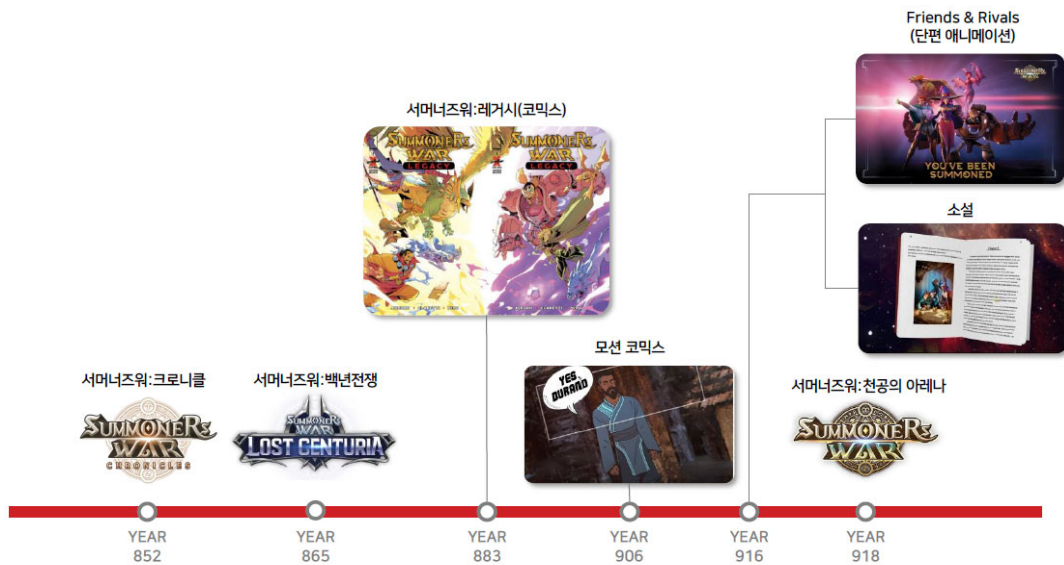 Friends & Rivals
(단편 애니메이션)
SUMMONERS
WAR
YOU'VE BEEN
SUMMONED
서머너즈워:레거시(코믹스)
SUMMONERS
WAR
LEGACY
SUMMONERS
WAR
LEGACY
소설
모션 코믹스
YES,
DURAND
서머너즈워:크로니클
SUMMONERS
WAR
CHRONICLES
서머너즈워:백년전쟁
SUMMONERS
WAR
LOST CENTURIA
서머너즈워:천공의 아레나
SUMMONERS
WAR
YEAR
852
YEAR
865
YEAR
883
YEAR
906
YEAR
916
YEAR
918